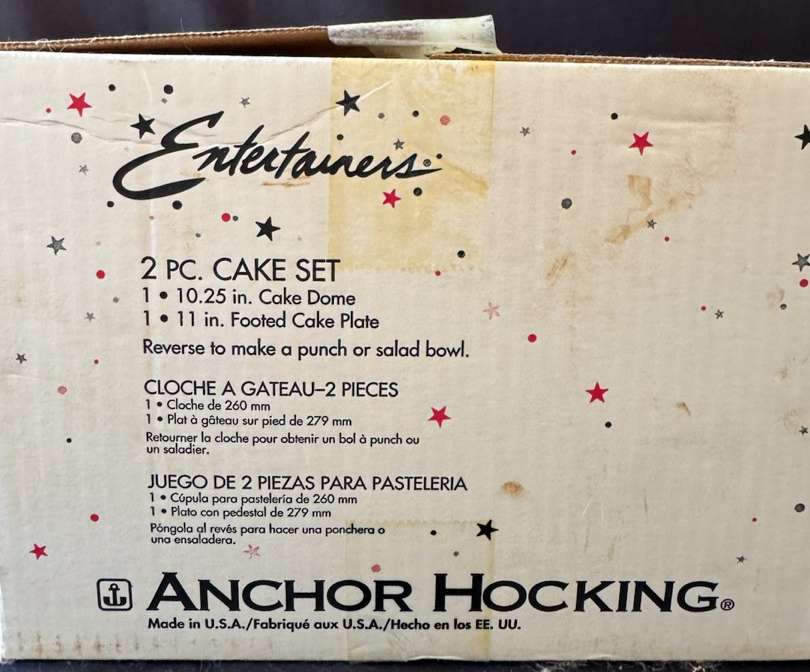 Entertainers®
2 PC. CAKE SET
1 • 10.25 in. Cake Dome
1 • 11 in. Footed Cake Plate
Reverse to make a punch or salad bowl.
CLOCHE A GATEAU–2 PIECES
1 • Cloche de 260 mm
1 • Plat à gâteau sur pied de 279 mm
Retourner la cloche pour obtenir un bol à punch ou
un saladier.
JUEGO DE 2 PIEZAS PARA PASTELERIA
1 • Cúpula para pastelería de 260 mm
1 • Plato con pedestal de 279 mm
Póngola al revés para hacer una ponchera o
una ensaladera.
ANCHOR HOCKING®
Made in U.S.A./Fabriqué aux U.S.A./Hecho en los EE. UU.